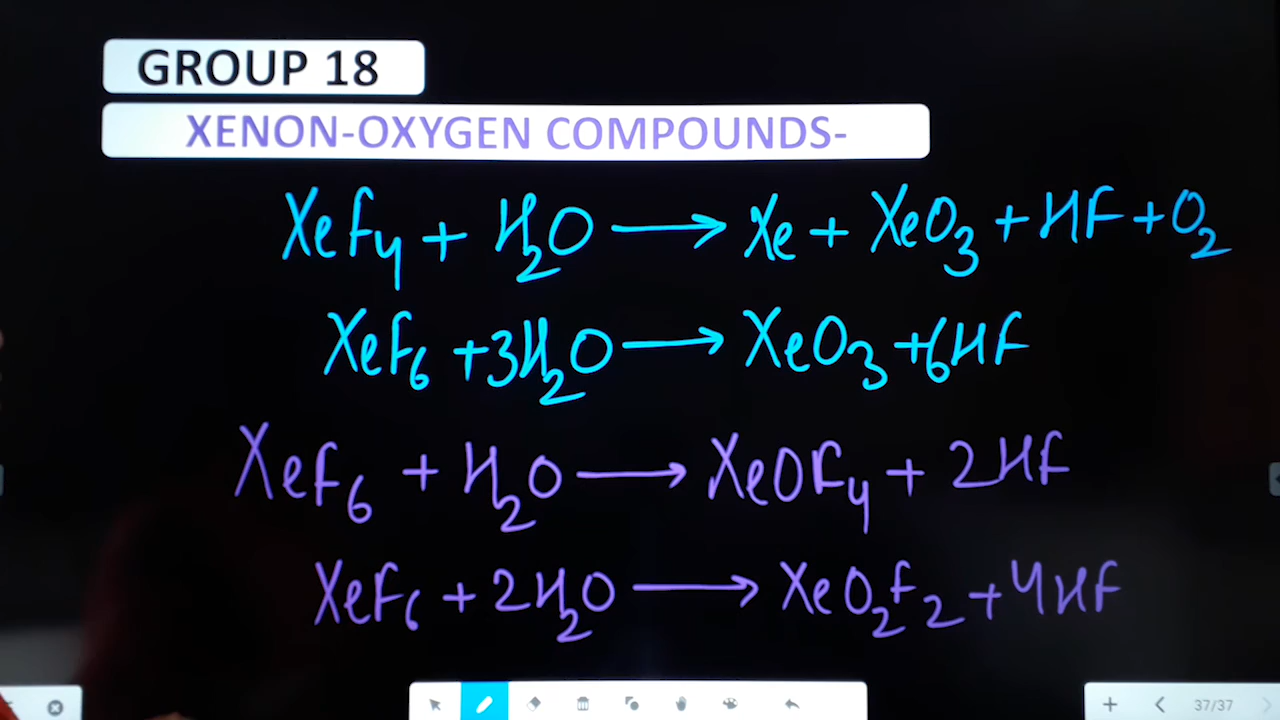 GROUP 18
XENON-OXYGEN COMPOUNDS-
XeF4 + H2O → Xe + XeO3 + HF + O2
XeF6 + 3H2O → XeO3 + 6HF
XeF6 + H2O → XeOF4 + 2HF
XeF6 + 2H2O → XeO2F2 + 4HF
37/37